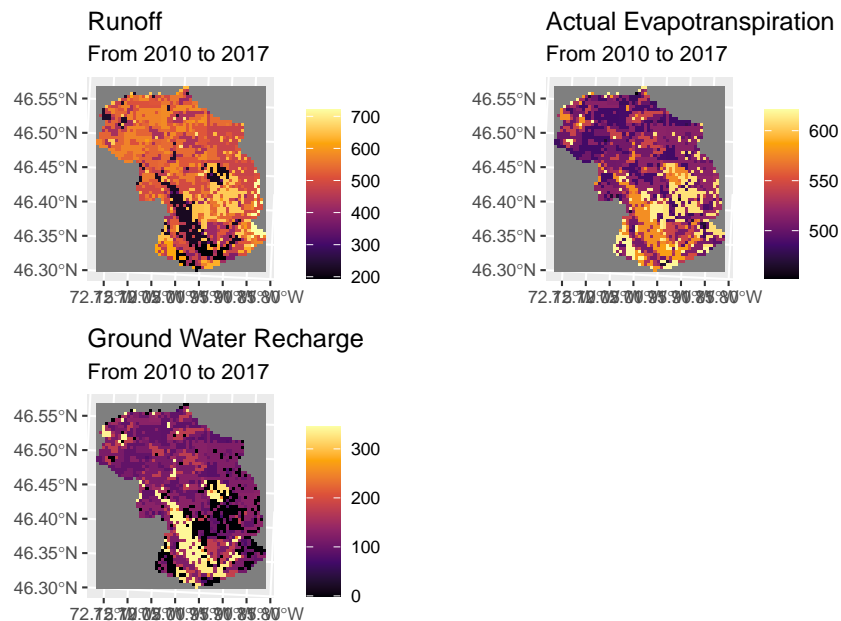 Runoff
From 2010 to 2017
46.55°N
46.50°N
46.45°N
46.40°N
46.35°N
46.30°N
700
600
500
400
300
200
Actual Evapotranspiration
From 2010 to 2017
46.55°N
46.50°N
46.45°N
46.40°N
46.35°N
46.30°N
600
550
500
Ground Water Recharge
From 2010 to 2017
46.55°N
46.50°N
46.45°N
46.40°N
46.35°N
46.30°N
300
200
100
0